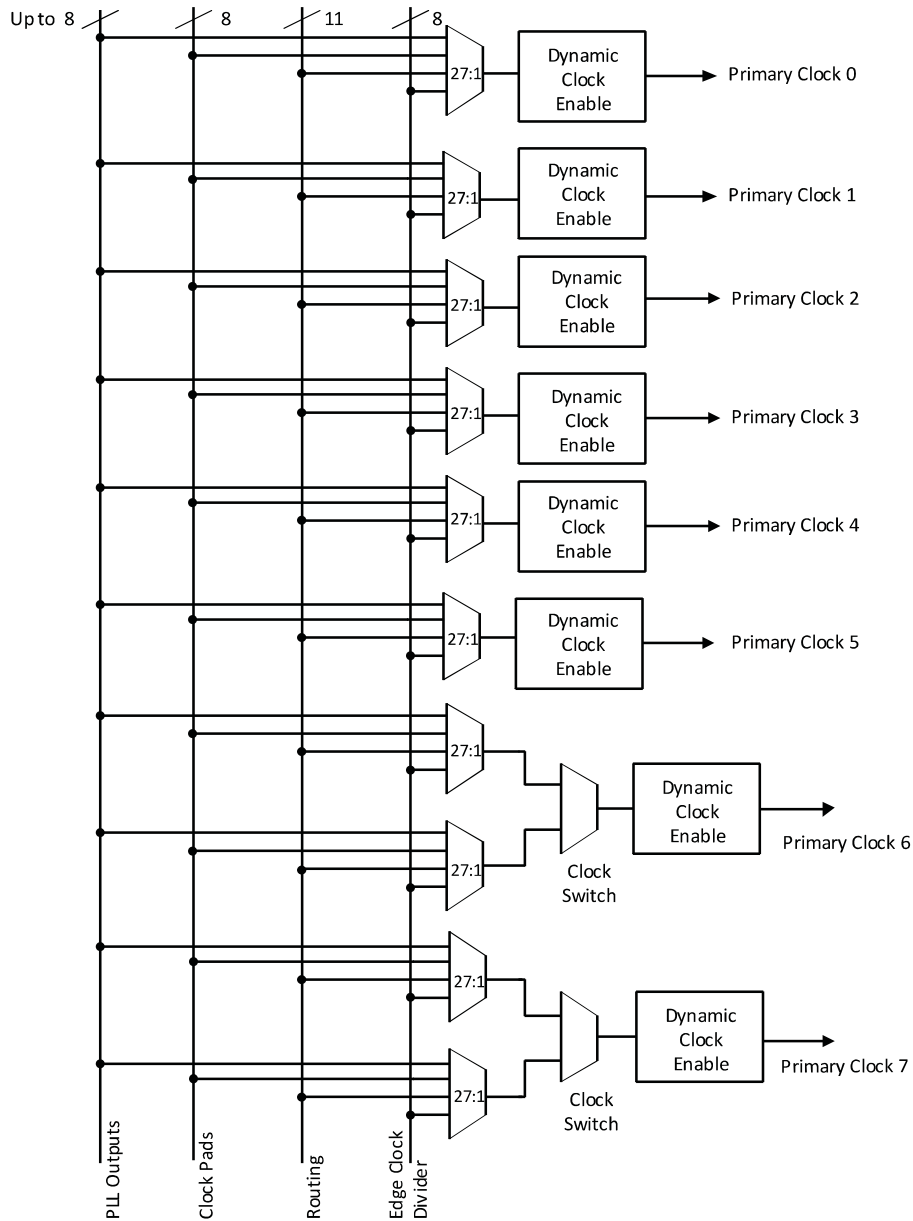 Up to 8
8
11
8
27:1
Dynamic
Clock
Enable
Primary Clock 0
27:1
Dynamic
Clock
Enable
Primary Clock 1
27:1
Dynamic
Clock
Enable
Primary Clock 2
27:1
Dynamic
Clock
Enable
Primary Clock 3
27:1
Dynamic
Clock
Enable
Primary Clock 4
27:1
Dynamic
Clock
Enable
Primary Clock 5
27:1
27:1
Clock
Switch
Dynamic
Clock
Enable
Primary Clock 6
27:1
27:1
Clock
Switch
Dynamic
Clock
Enable
Primary Clock 7
PLL Outputs
Clock Pads
Routing
Edge Clock
Divider